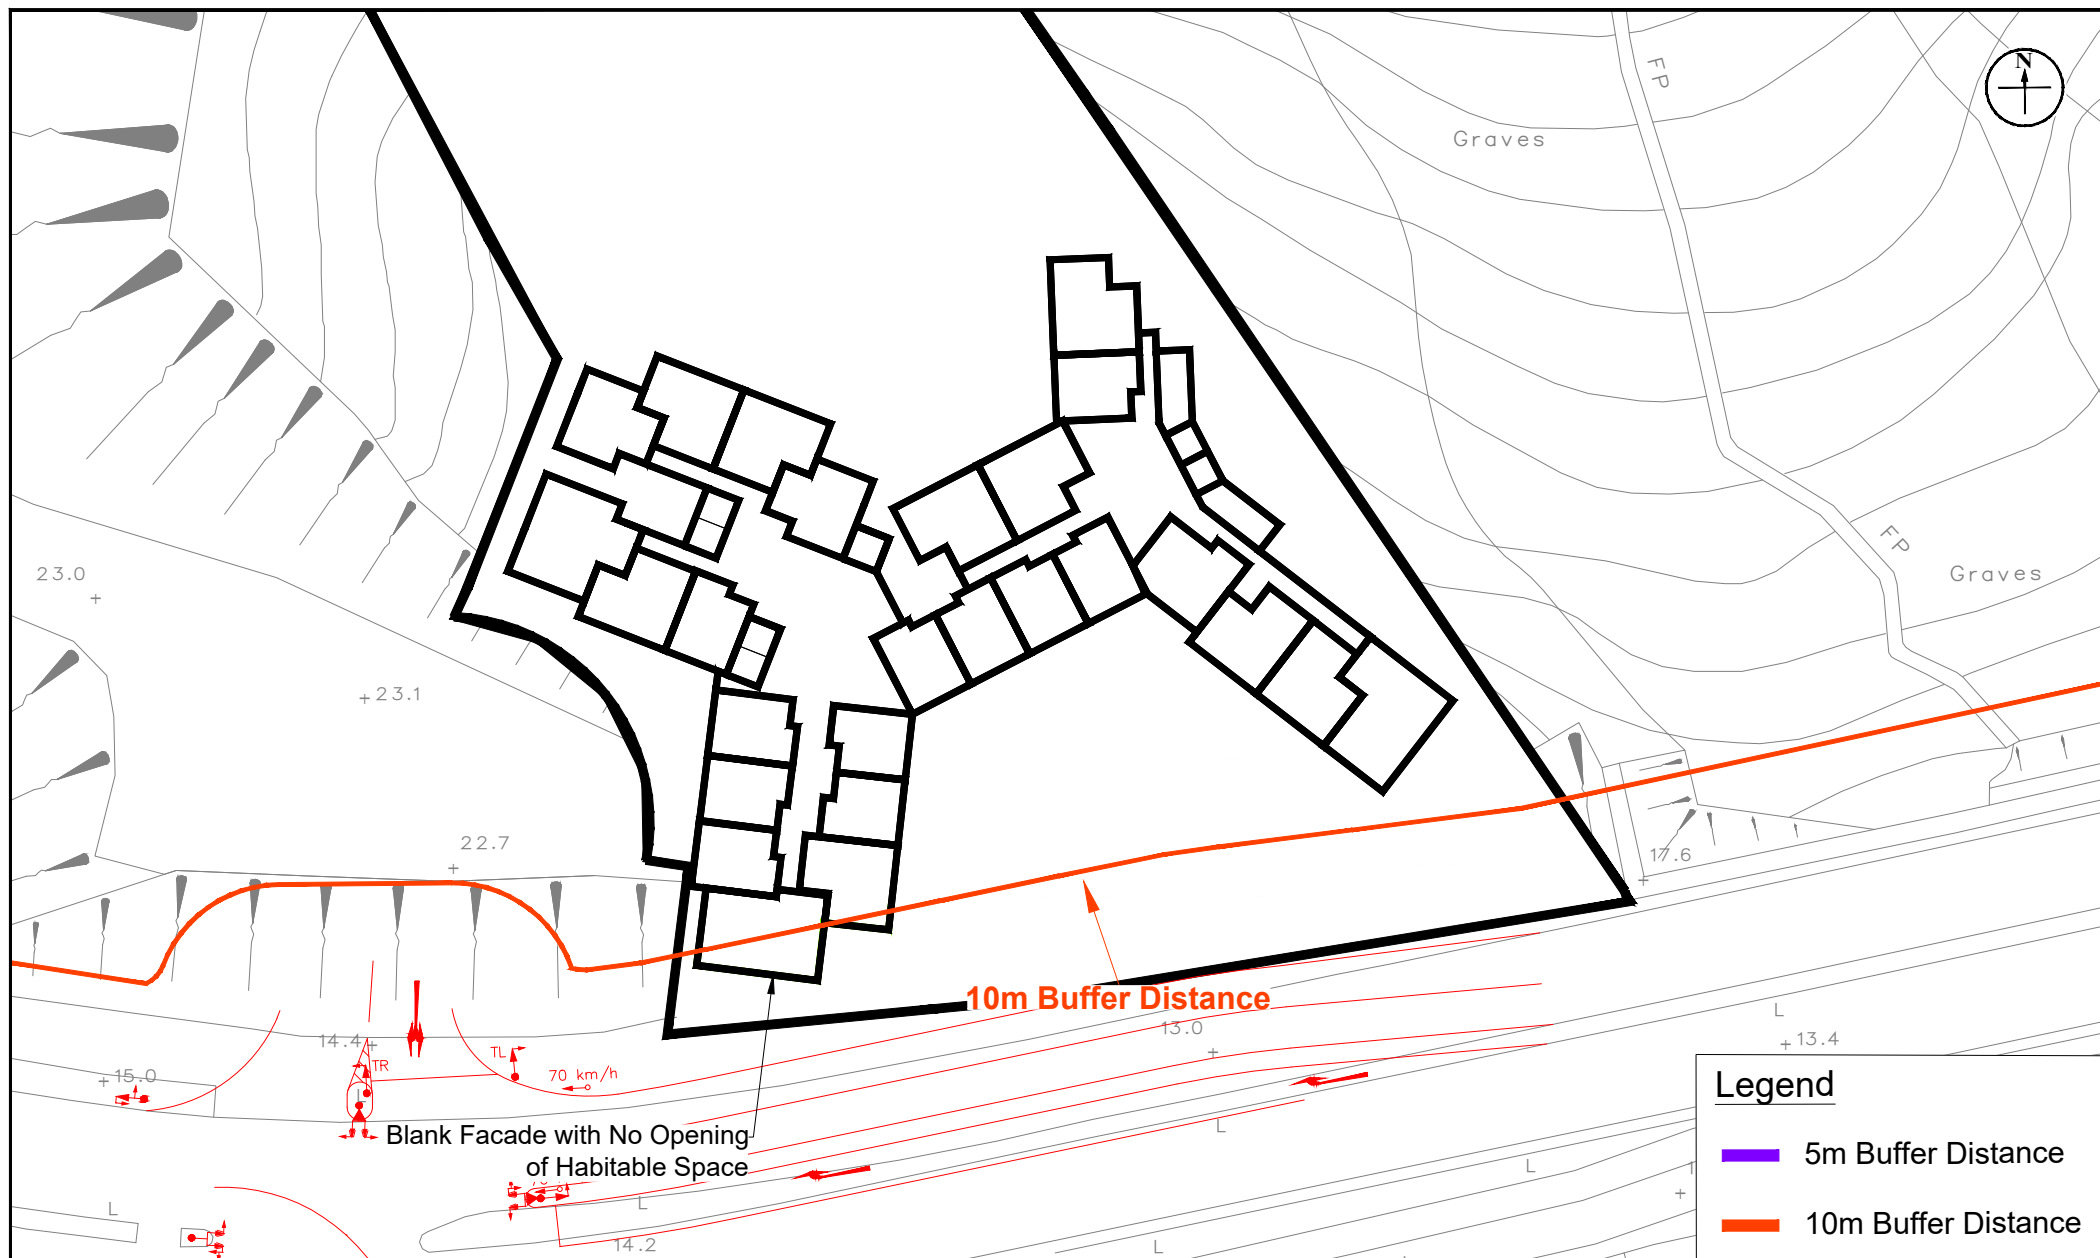 N
FP
Graves
FP
Graves
23.0
23.1
22.7
17.6
10m Buffer Distance
13.0
L
13.4
14.4
TL
TR
70 km/h
15.0
Blank Facade with No Opening
of Habitable Space
L
L
L
L
14.2
L
Legend
5m Buffer Distance
10m Buffer Distance